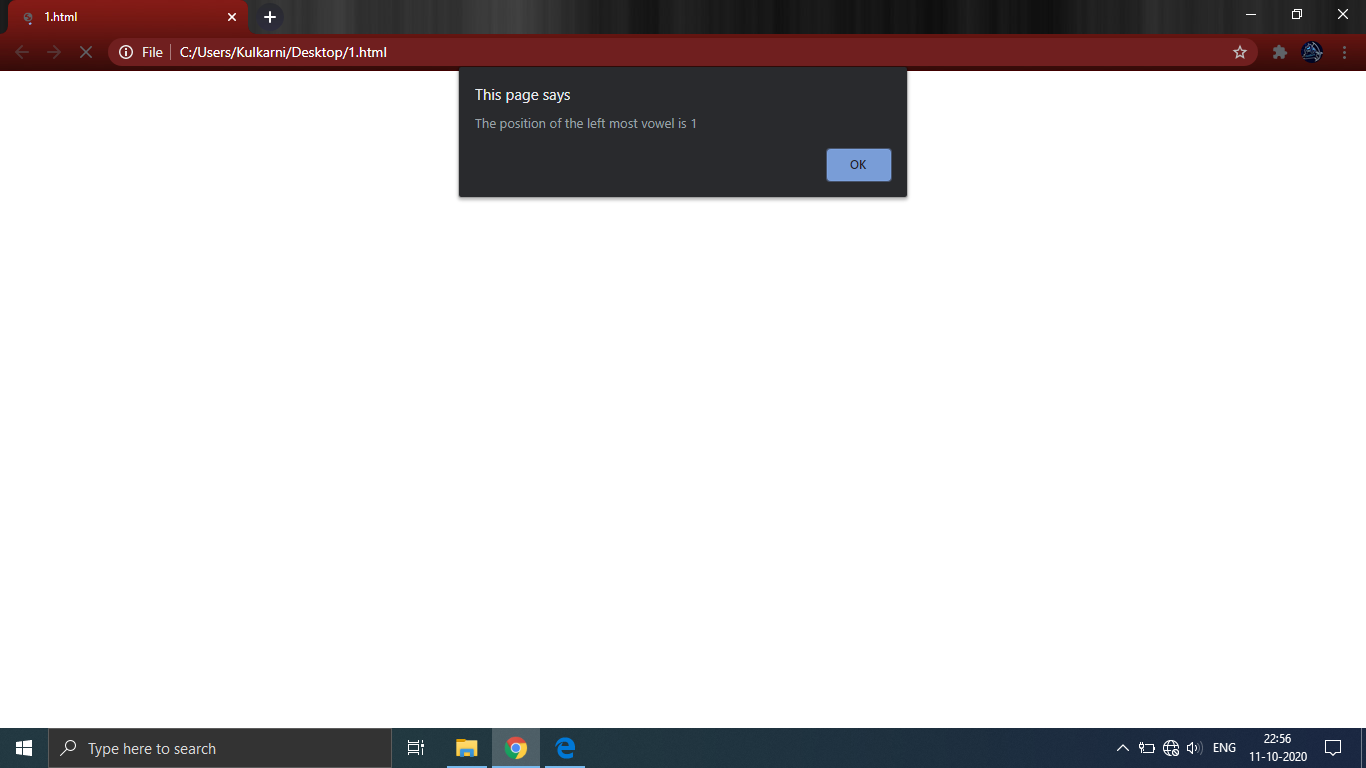 1.html
File C:/Users/Kulkarni/Desktop/1.html
This page says
The position of the left most vowel is 1
OK
Type here to search
ENG
22:56
11-10-2020